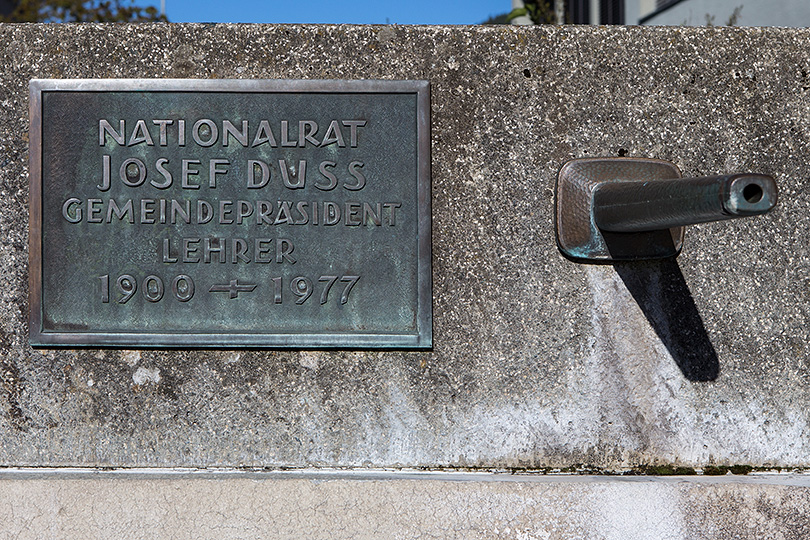 NATIONALRAT
JOSEF DUSS
GEMEINDEPRÄSIDENT
LEHRER
1900 + 1977